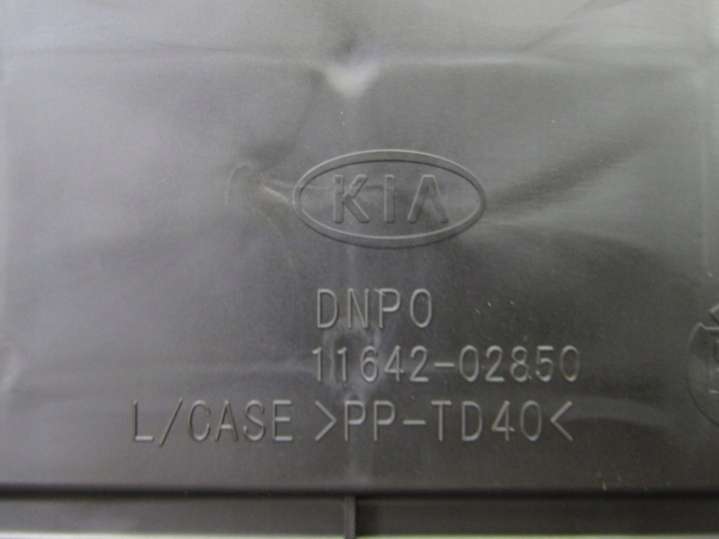 KIA
DNPO
11642-02850
L/CASE >PP-TD40<